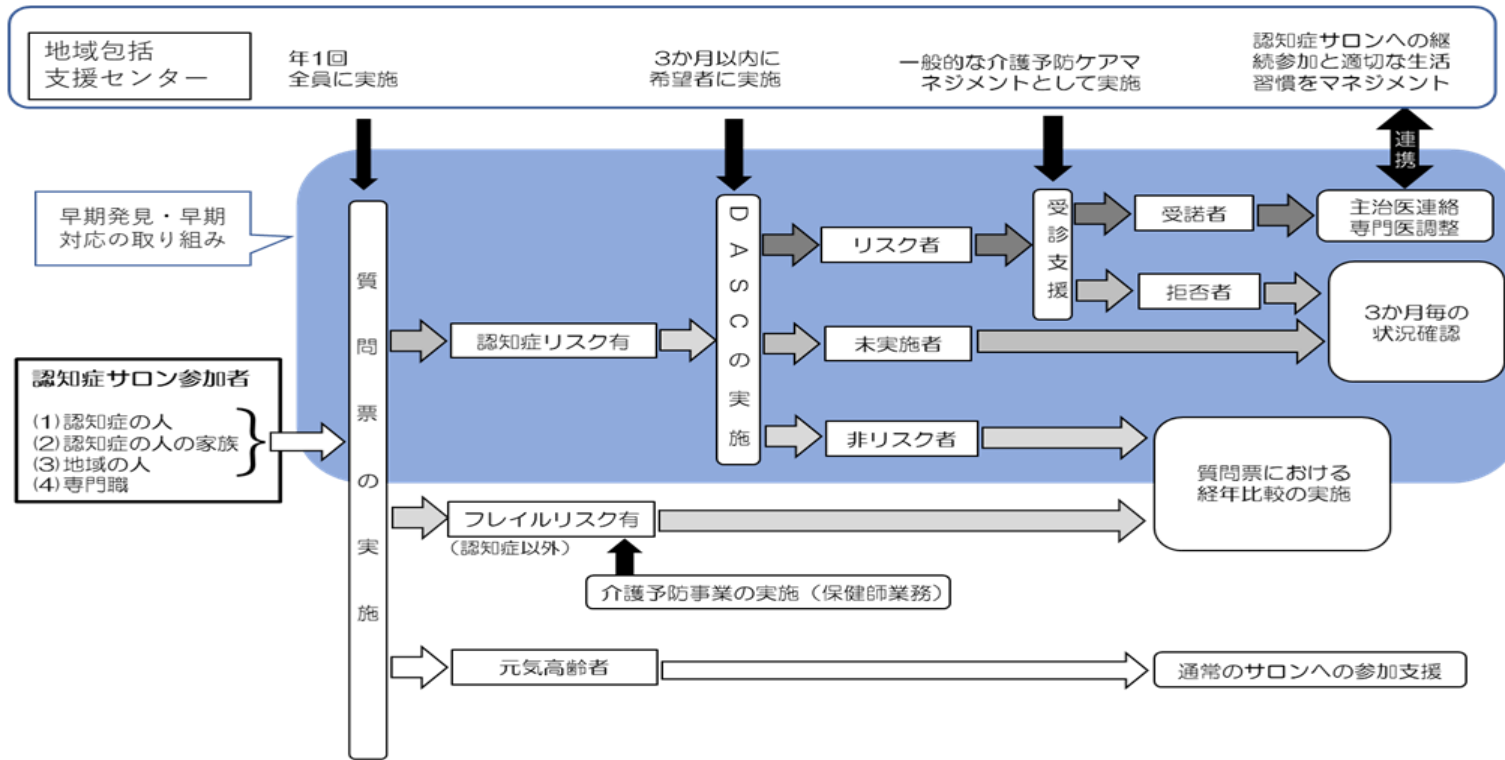 地域包括
支援センター
年1回
全員に実施
3か月以内に
希望者に実施
一般的な介護予防ケアマ
ネジメントとして実施
認知症サロンへの継
続参加と適切な生活
習慣をマネジメント
連携
早期発見・早期
対応の取り組み
認知症サロン参加者
(1)認知症の人
(2)認知症の人の家族
(3)地域の人
(4)専門職
質問票の実施
認知症リスク有
DASCの実施
リスク者
受診支援
受諾者
主治医連絡
専門医調整
拒否者
3か月毎の
状況確認
未実施者
非リスク者
質問票における
経年比較の実施
フレイルリスク有
(認知症以外)
介護予防事業の実施（保健師業務）
元気高齢者
通常のサロンへの参加支援